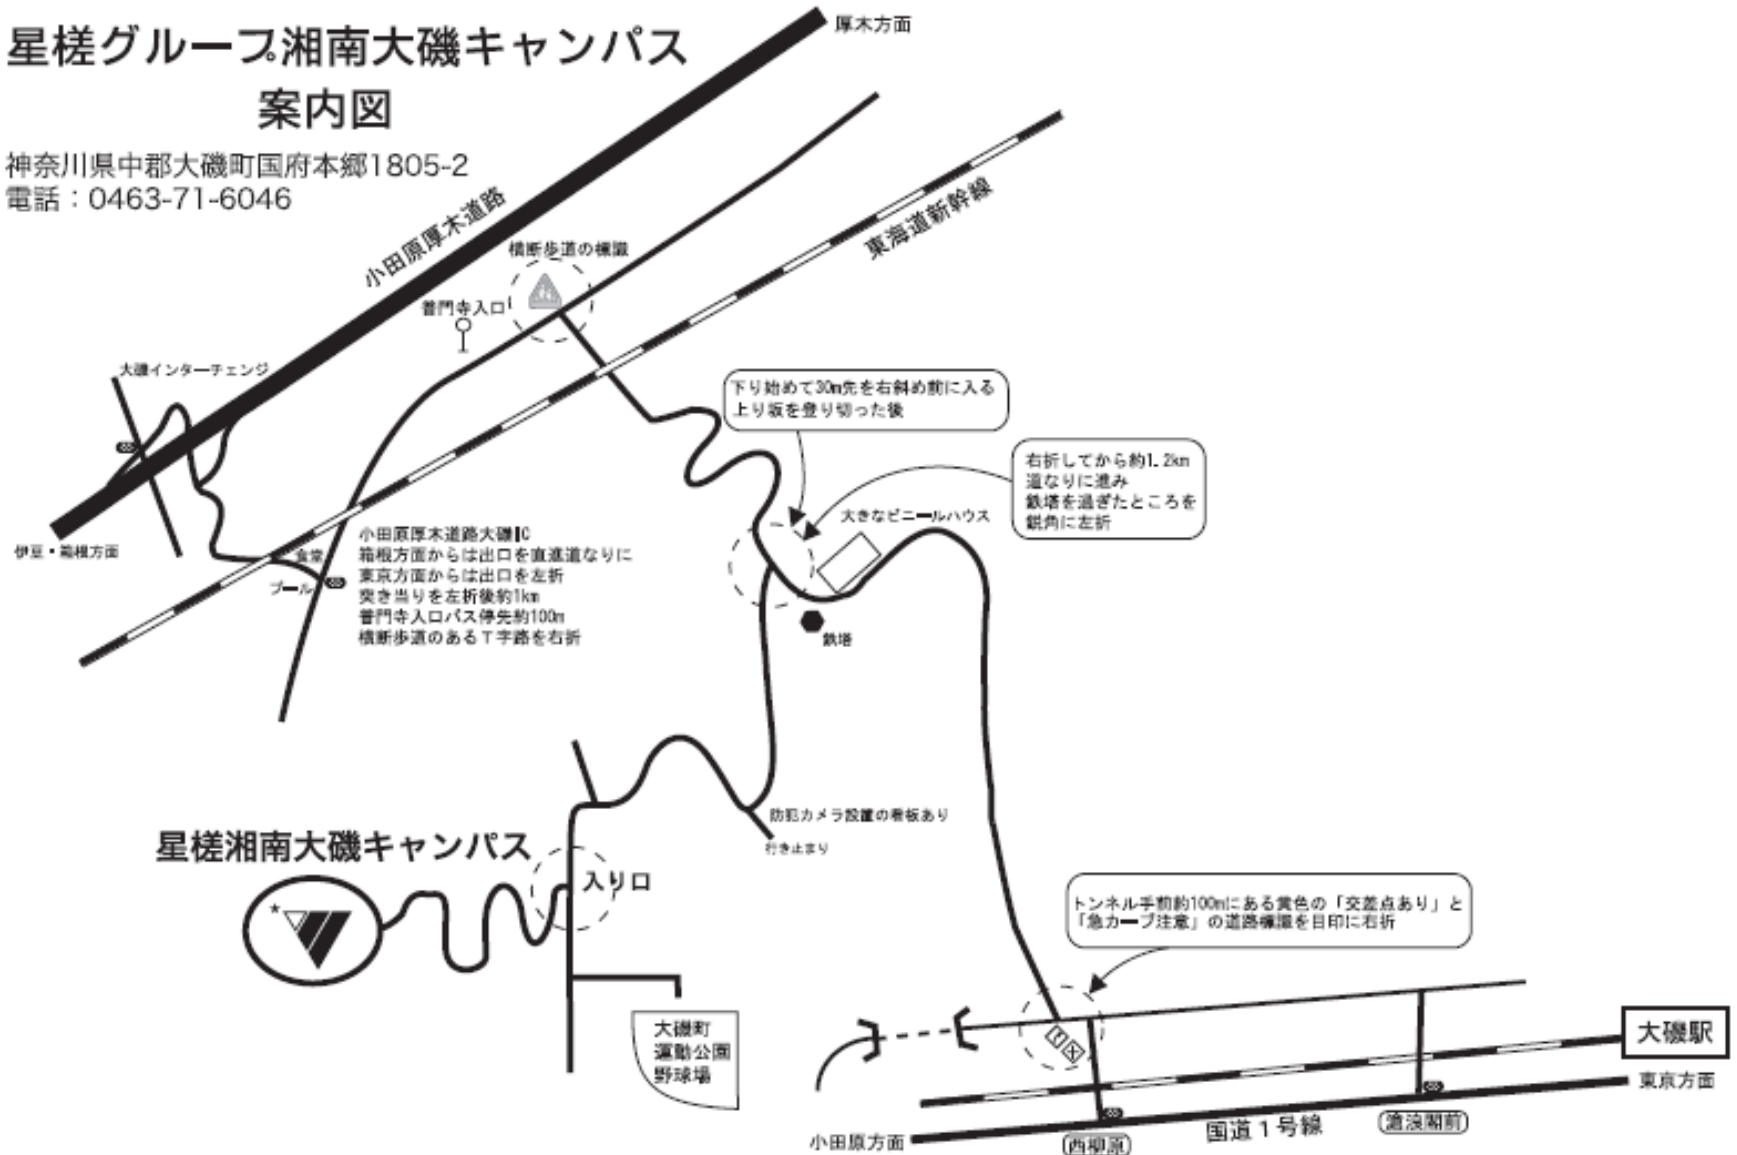 星槎グループ湘南大磯キャンパス
案内図
神奈川県中郡大磯町国府本郷1805-2
電話：0463-71-6046
厚木方面
小田原厚木道路
東海道新幹線
横断歩道の標識
普門寺入口
大磯インターチェンジ
伊豆・箱根方面
食堂
プール
小田原厚木道路大磯IC
箱根方面からは出口を直進道なりに
東京方面からは出口を左折
突き当りを左折後約1km
普門寺入口バス停先約100m
横断歩道のあるT字路を右折
下り始めて30m先を右斜め前に入る
上り坂を登り切った後
右折してから約1.2km
道なりに進み
鉄塔を過ぎたところを
鋭角に左折
大きなビニールハウス
鉄塔
防犯カメラ設置の看板あり
行き止まり
星槎湘南大磯キャンパス
入り口
大磯町
運動公園
野球場
トンネル手前約100mにある黄色の「交差点あり」と
「急カーブ注意」の道路標識を目印に右折
大磯駅
東京方面
小田原方面
西柳原
国道1号線
滄浪閣前